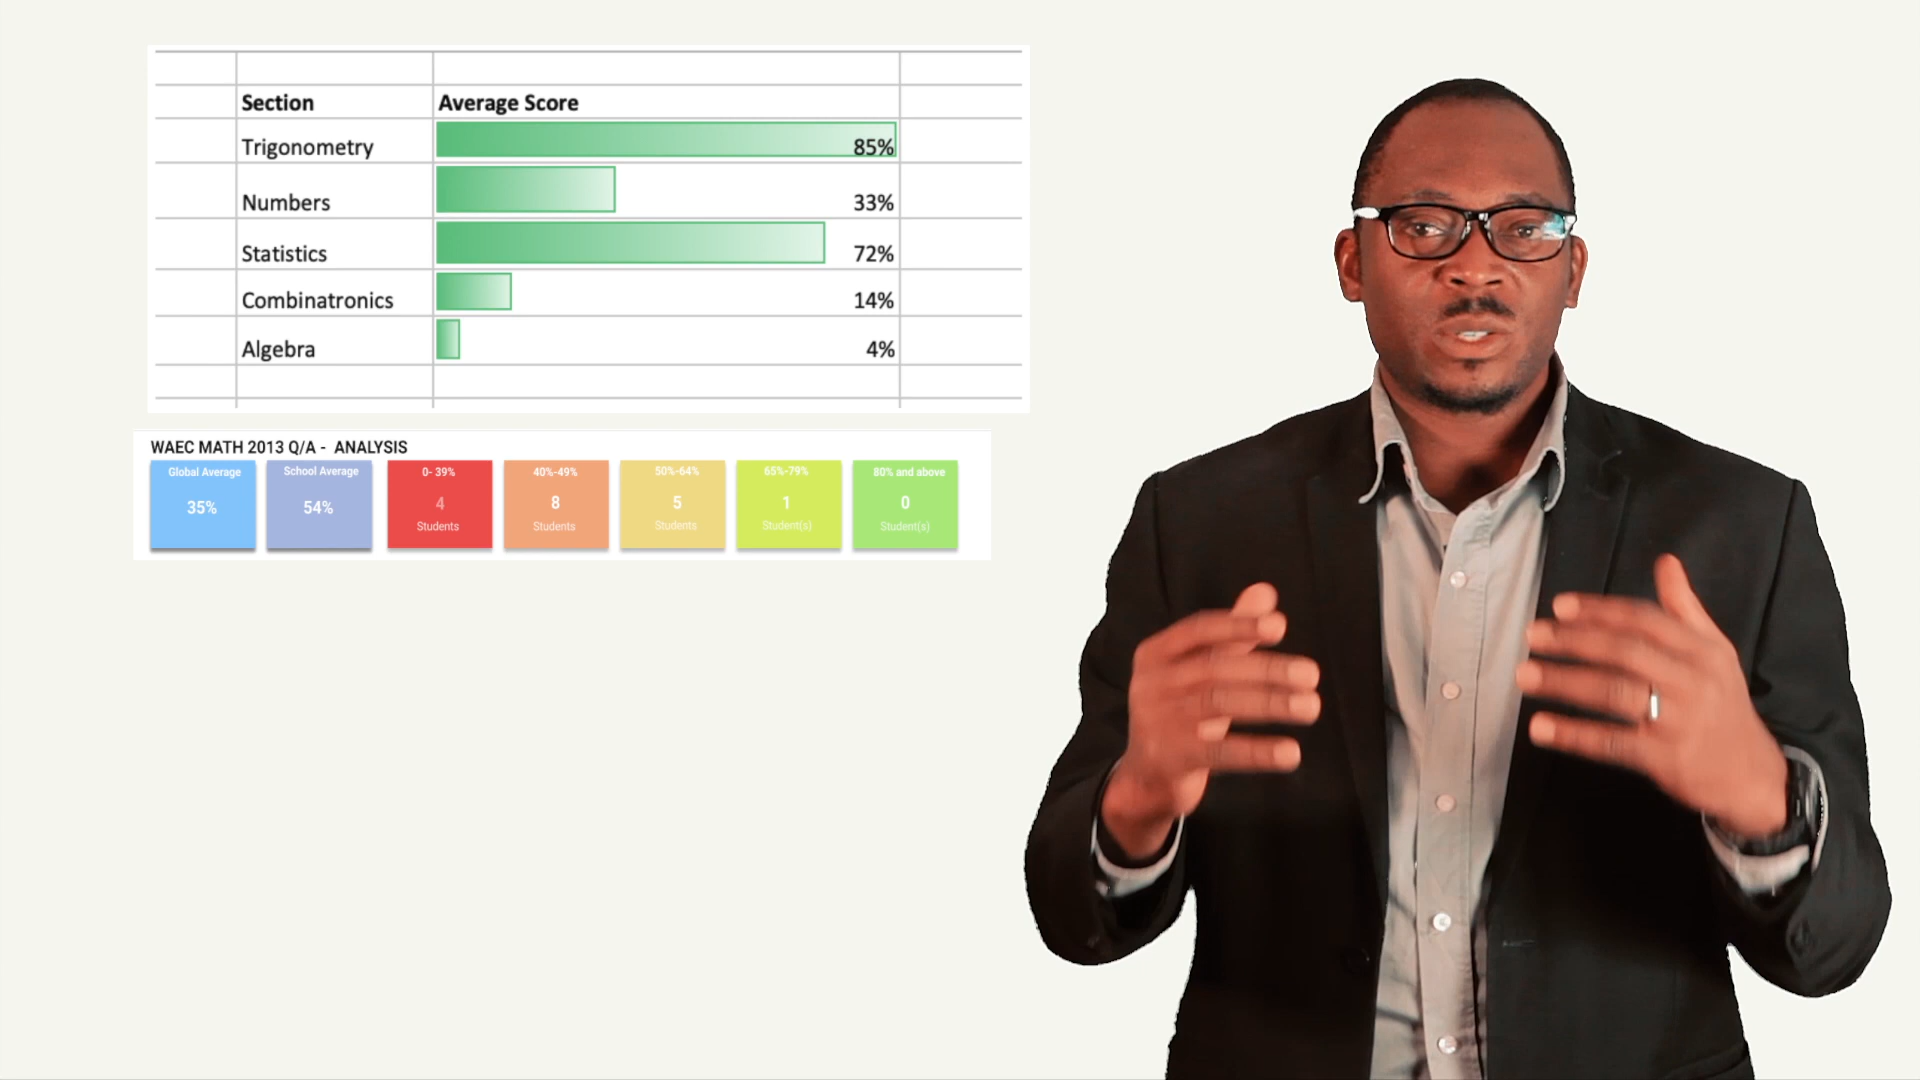 Section Average Score
Trigonometry 85%
Numbers 33%
Statistics 72%
Combinatronics 14%
Algebra 4%
WAEC MATH 2013 Q/A - ANALYSIS
Global Average School Average 0- 39% 40%-49% 50%-64% 65%-79% 80% and above
35% 54% 4 8 5 1 0
Students Students Students Student(s) Student(s)